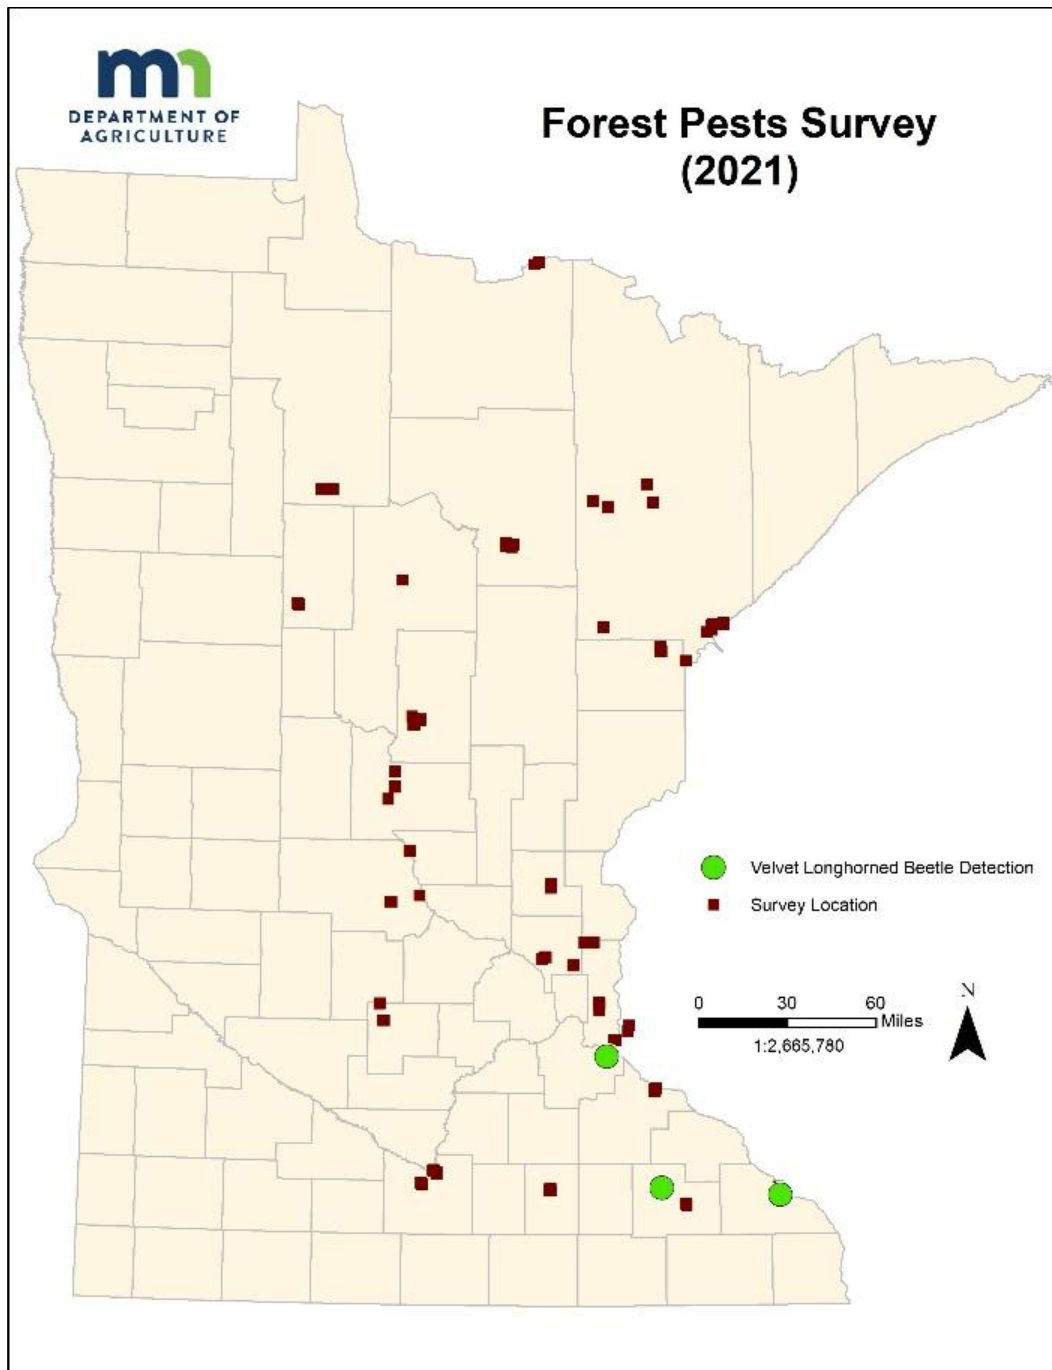 mn
DEPARTMENT OF
AGRICULTURE
Forest Pests Survey
(2021)
Velvet Longhorned Beetle Detection
Survey Location
0 30 60
Miles
1:2,665,780
N